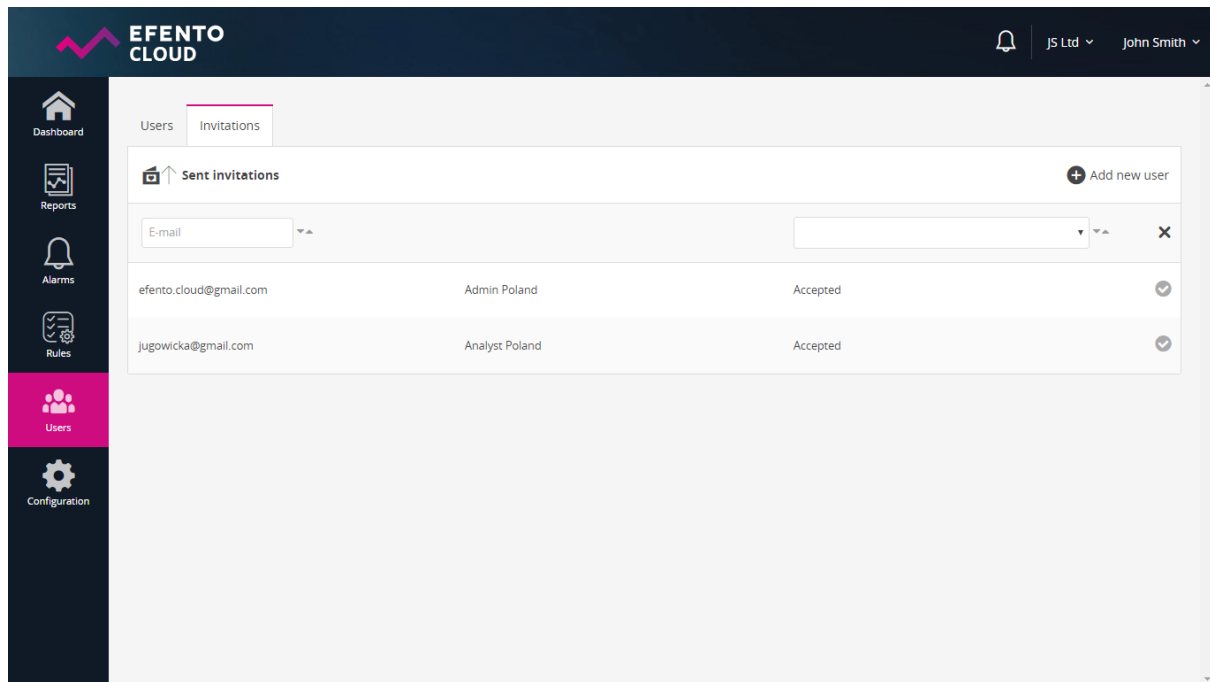 EFENTO
CLOUD
JS Ltd
John Smith
Dashboard
Reports
Alarms
Rules
Users
Configuration
Users Invitations
Sent invitations
Add new user
E-mail
efento.cloud@gmail.com Admin Poland Accepted
jugowicka@gmail.com Analyst Poland Accepted